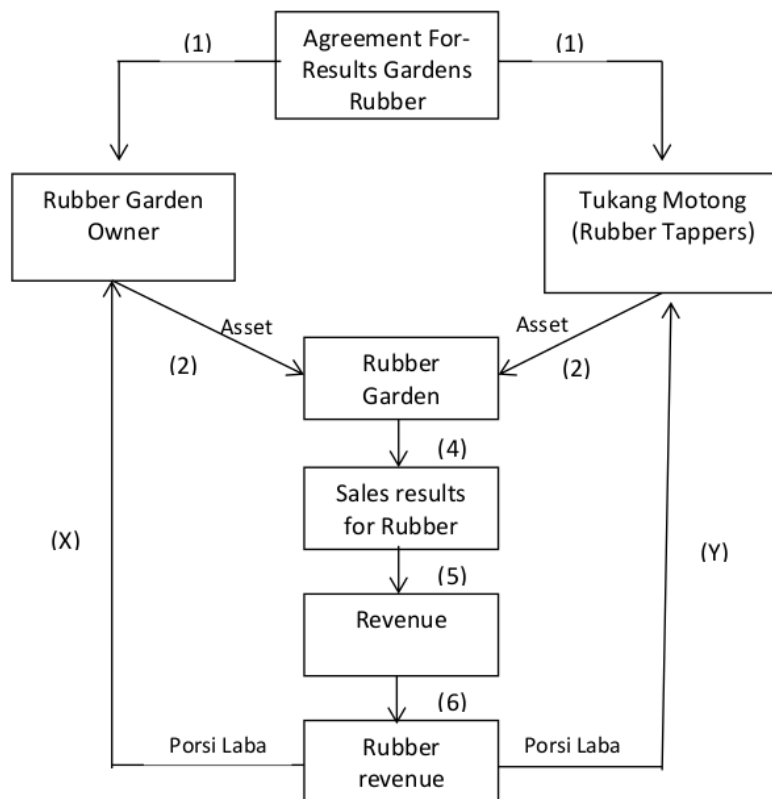 (1)
Agreement For-
Results Gardens
Rubber
(1)
Rubber Garden
Owner
Tukang Motong
(Rubber Tappers)
Asset
Asset
(2)
(2)
Rubber
Garden
(4)
Sales results
for Rubber
(X)
(Y)
(5)
Revenue
(6)
Porsi Laba
Rubber
revenue
Porsi Laba